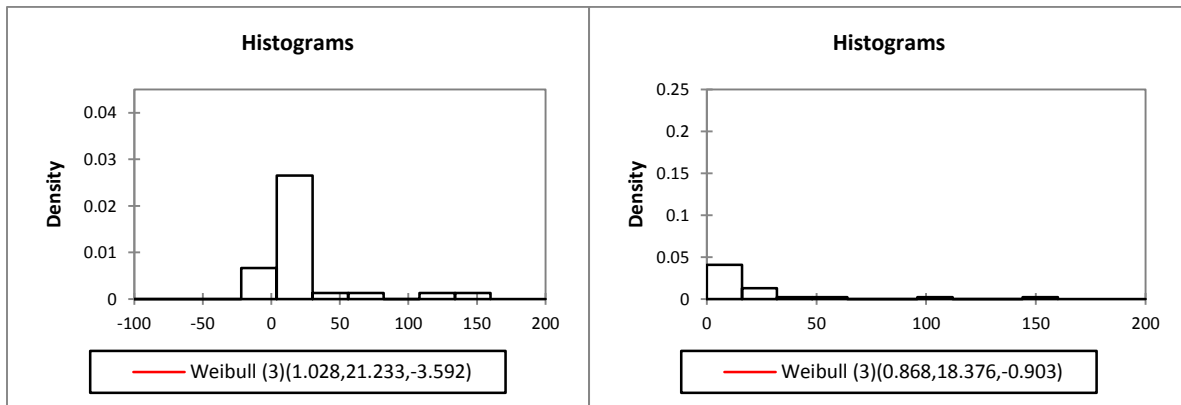 Histograms
0.04
0.03
0.02
0.01
0
Density
-100 -50 0 50 100 150 200
Weibull (3)(1.028,21.233,-3.592)
Histograms
0.25
0.2
0.15
0.1
0.05
0
Density
0 50 100 150 200
Weibull (3)(0.868,18.376,-0.903)